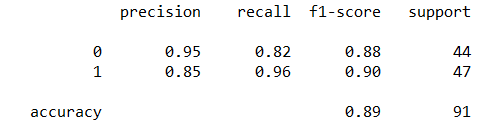 precision recall f1-score support
0 0.95 0.82 0.88 44
1 0.85 0.96 0.90 47
accuracy 0.89 91